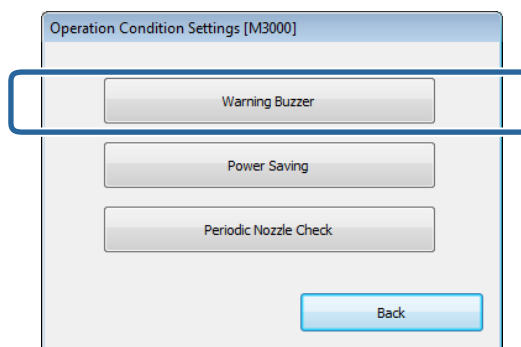 Operation Condition Settings [M3000]
Warning Buzzer
Power Saving
Periodic Nozzle Check
Back